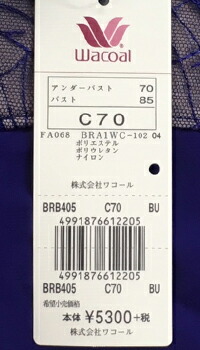 Wacoal
アンダーバスト 70
バスト 85
C70
FA068 BRA1WC-102 04
ポリエステル
ポリウレタン
ナイロン
株式会社ワコール
BRB405 C70 BU
4991876612205
BRB405 C70 BU
4991876612205
希望小売価格
本体 ¥5300+税
株式会社ワコール